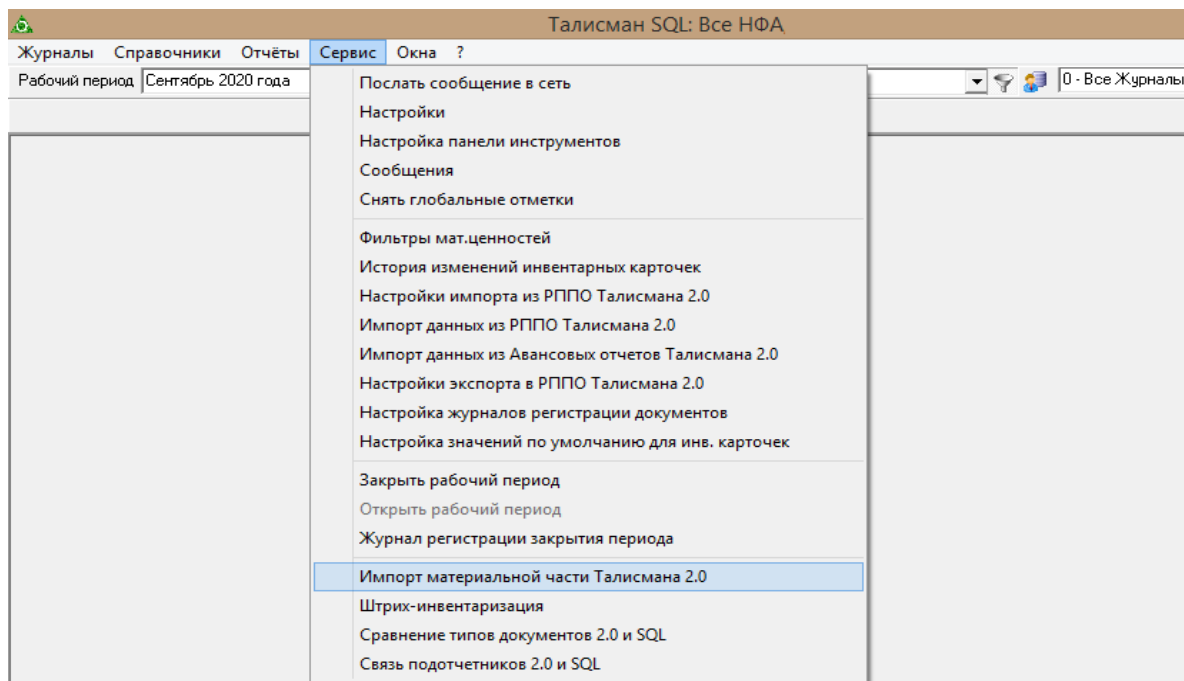 Талисман SQL: Все НФА
Журналы Справочники Отчёты Сервис Окна ?
Рабочий период Сентябрь 2020 года 0 - Все Журналы
Послать сообщение в сеть
Настройки
Настройка панели инструментов
Сообщения
Снять глобальные отметки
Фильтры мат.ценностей
История изменений инвентарных карточек
Настройки импорта из РППО Талисмана 2.0
Импорт данных из РППО Талисмана 2.0
Импорт данных из Авансовых отчетов Талисмана 2.0
Настройки экспорта в РППО Талисмана 2.0
Настройка журналов регистрации документов
Настройка значений по умолчанию для инв. карточек
Закрыть рабочий период
Открыть рабочий период
Журнал регистрации закрытия периода
Импорт материальной части Талисмана 2.0
Штрих-инвентаризация
Сравнение типов документов 2.0 и SQL
Связь подотчетников 2.0 и SQL